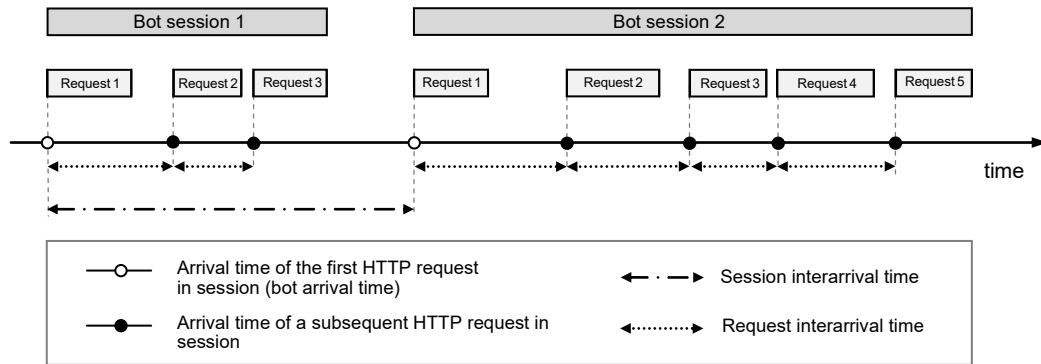 Bot session 1
Bot session 2
Request 1
Request 2
Request 3
Request 1
Request 2
Request 3
Request 4
Request 5
time
Arrival time of the first HTTP request
in session (bot arrival time)
Session interarrival time
Arrival time of a subsequent HTTP request in
session
Request interarrival time